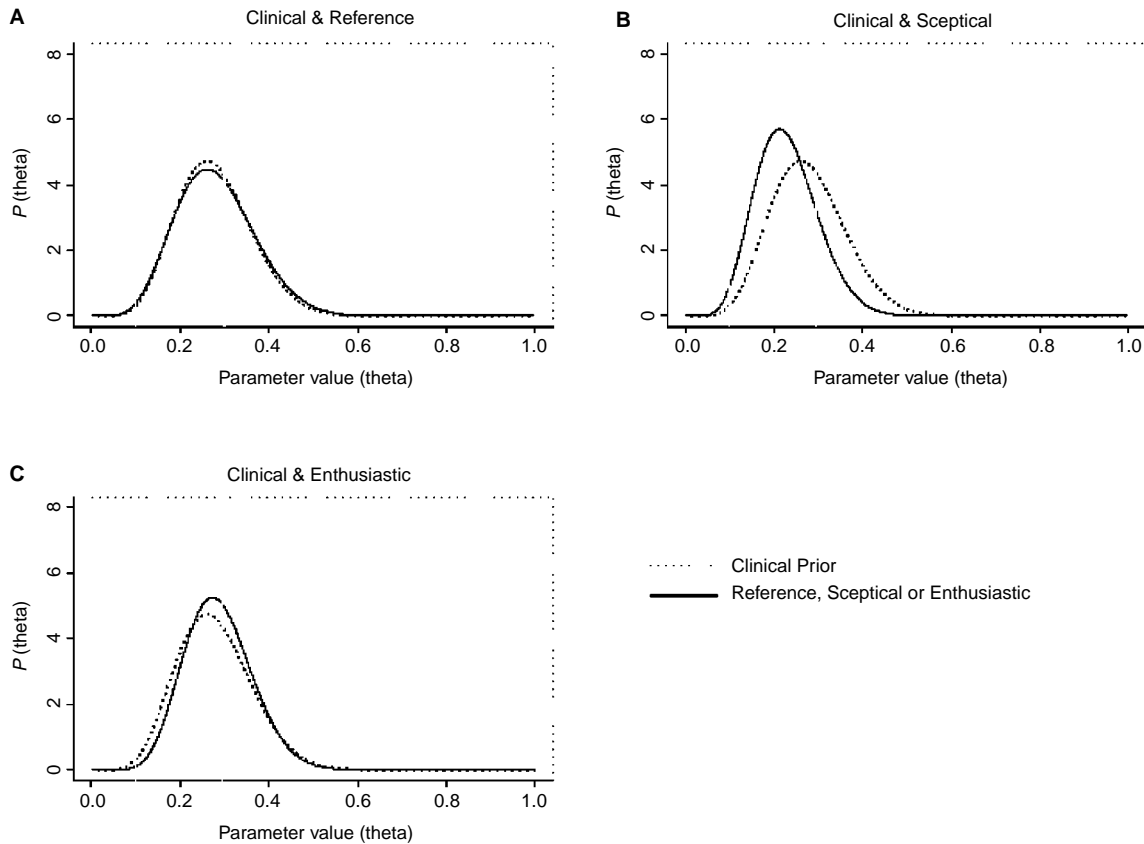 A
Clinical & Reference
8
6
4
2
0
P (theta)
0.0 0.2 0.4 0.6 0.8 1.0
Parameter value (theta)
B
Clinical & Sceptical
8
6
4
2
0
P (theta)
0.0 0.2 0.4 0.6 0.8 1.0
Parameter value (theta)
C
Clinical & Enthusiastic
8
6
4
2
0
P (theta)
0.0 0.2 0.4 0.6 0.8 1.0
Parameter value (theta)
Clinical Prior
Reference, Sceptical or Enthusiastic